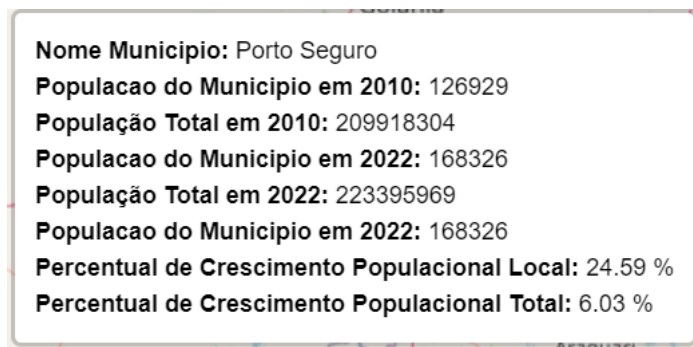 Nome Municipio: Porto Seguro
Populacao do Municipio em 2010: 126929
População Total em 2010: 209918304
Populacao do Municipio em 2022: 168326
População Total em 2022: 223395969
Populacao do Municipio em 2022: 168326
Percentual de Crescimento Populacional Local: 24.59 %
Percentual de Crescimento Populacional Total: 6.03 %